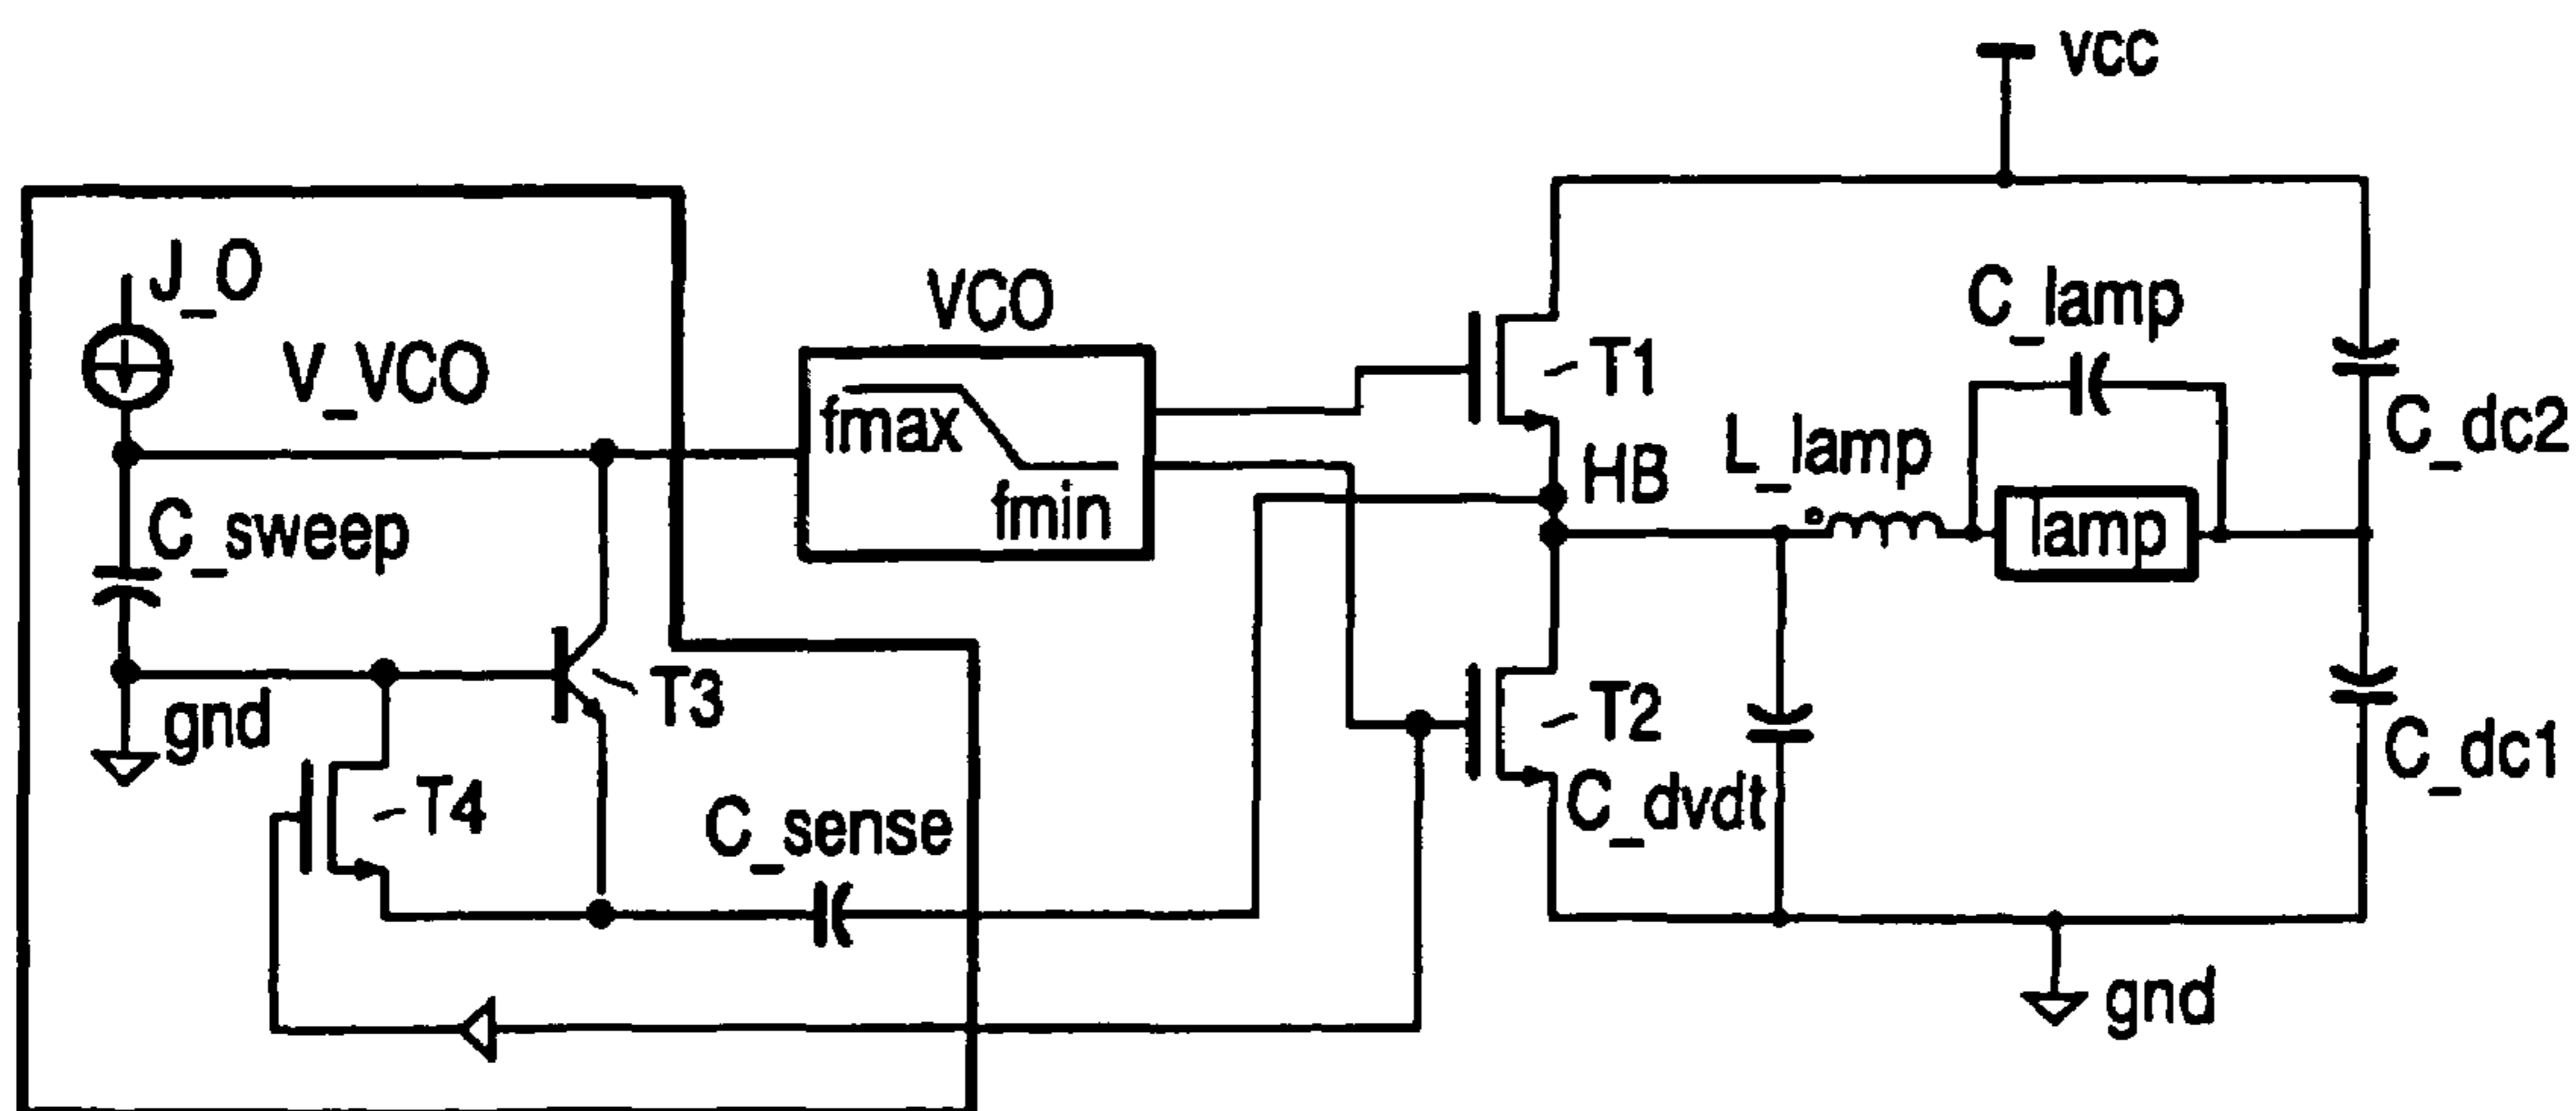 vcc
J_O
VCO
V_VCO
C_lamp
T1
fmax
C_dc2
L_lamp
HB
fmin
C_sweep
lamp
T3
T2
gnd
C_dc1
T4
C_sense
C_dvdt
gnd